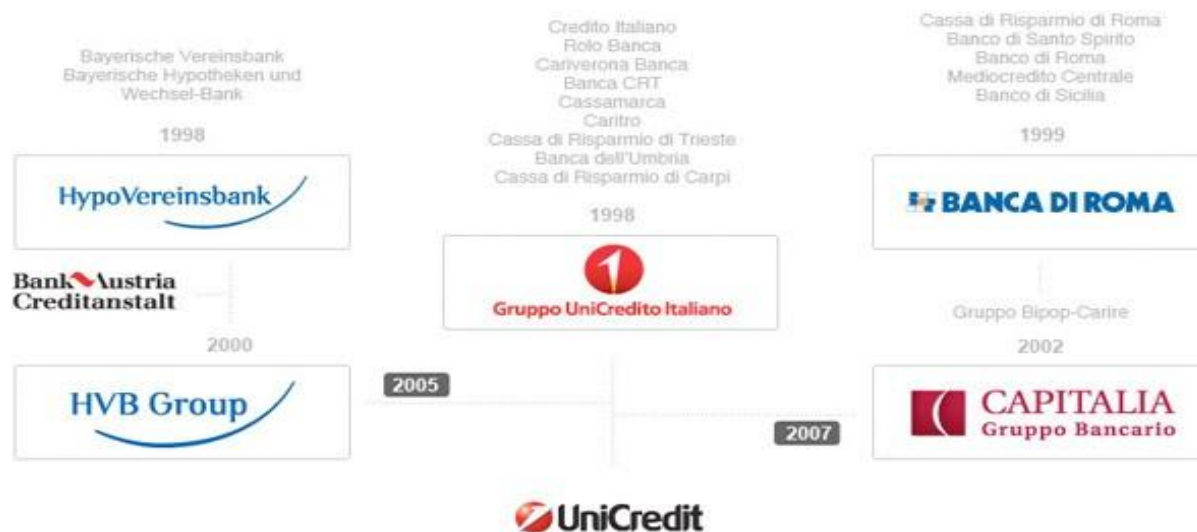 Bayerische Vereinsbank
Bayerische Hypotheken und
Wechsel-Bank
1998
HypoVereinsbank
Bank Austria
Creditanstalt
2000
HVB Group
Credito Italiano
Rolo Banca
Cariverona Banca
Banca CRT
Cassamarca
Caritro
Cassa di Risparmio di Trieste
Banca dell'Umbria
Cassa di Risparmio di Carpi
1998
1
Gruppo UniCredito Italiano
Cassa di Risparmio di Roma
Banco di Santo Spirito
Banco di Roma
Mediocredito Centrale
Banco di Sicilia
1999
BANCA DI ROMA
Gruppo Bipop-Carire
2002
CAPITALIA
Gruppo Bancario
2005
2007
UniCredit